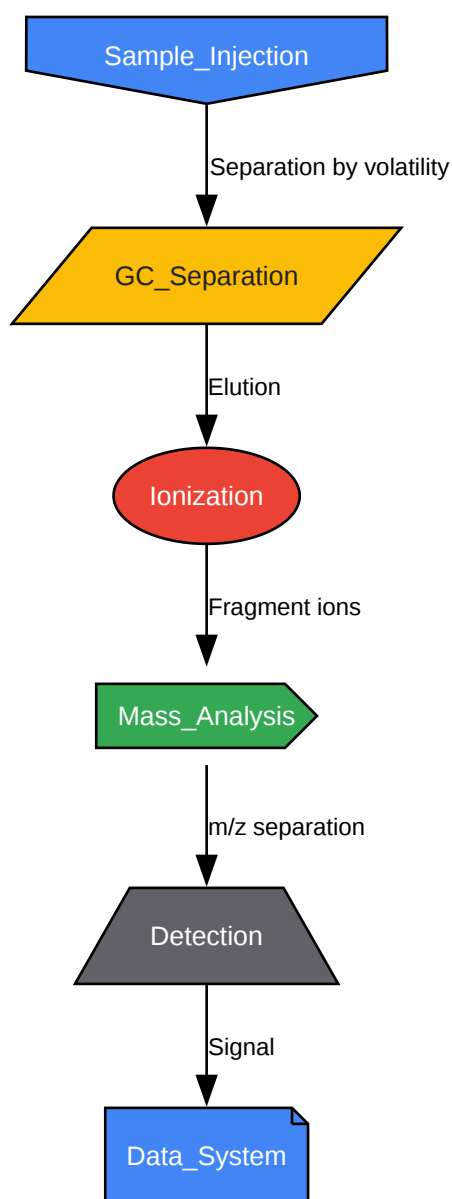 Sample_Injection
Separation by volatility
GC_Separation
Elution
Ionization
Fragment ions
Mass_Analysis
m/z separation
Detection
Signal
Data_System